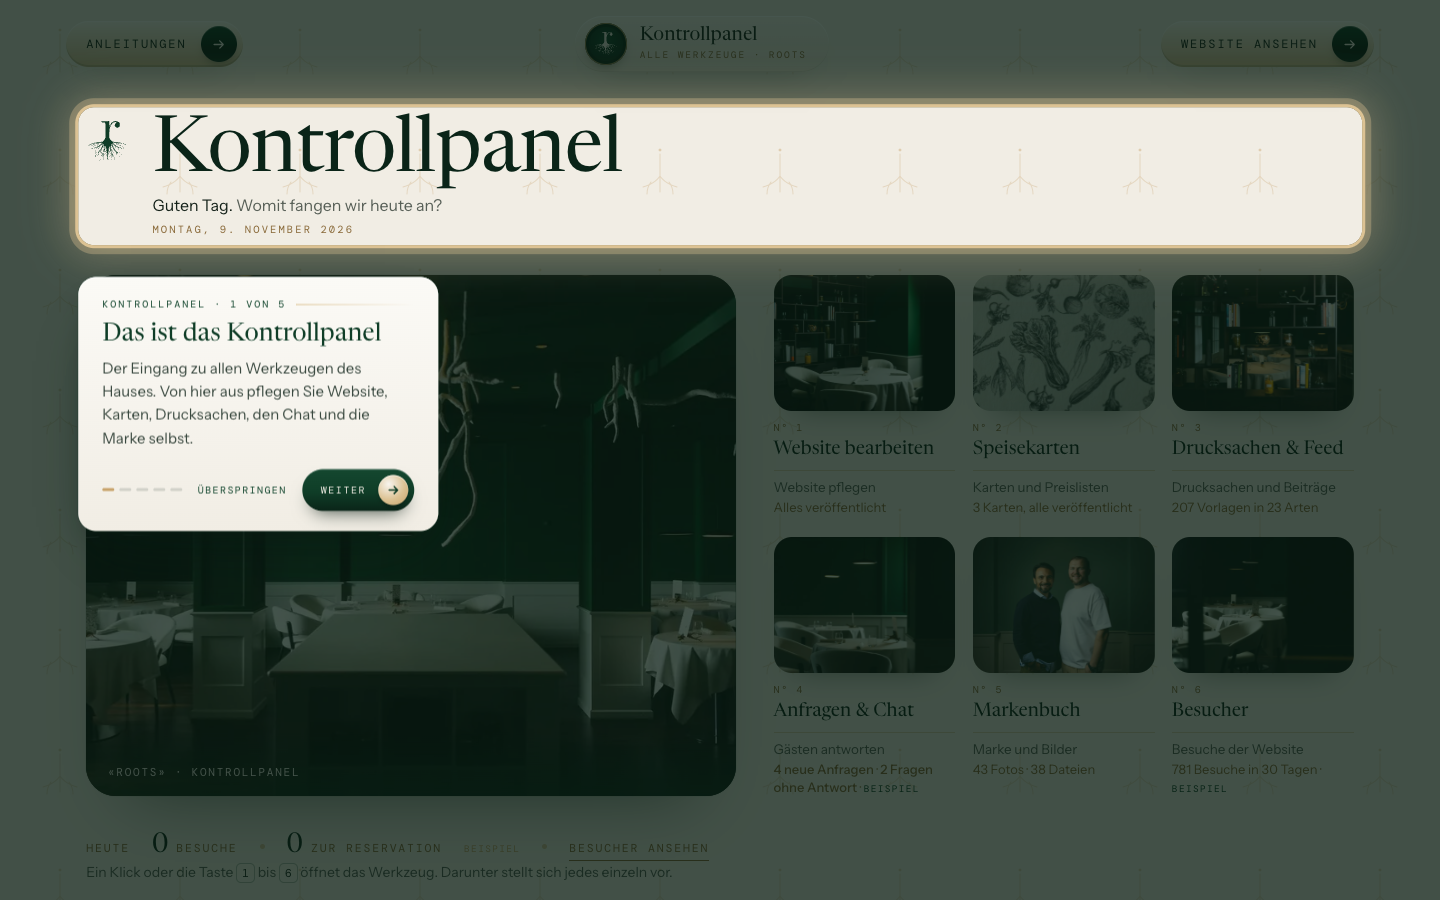 ANLEITUNGEN
Kontrollpanel
ALLE WERKZEUGE · ROOTS
WEBSITE ANSEHEN
r
Kontrollpanel
Guten Tag. Womit fangen wir heute an?
MONTAG, 9. NOVEMBER 2026
KONTROLLPANEL · 1 VON 5
Das ist das Kontrollpanel
Der Eingang zu allen Werkzeugen des
Hauses. Von hier aus pflegen Sie Website,
Karten, Drucksachen, den Chat und die
Marke selbst.
ÜBERSPRINGEN
WEITER
«ROOTS» · KONTROLLPANEL
N° 1
Website bearbeiten
Website pflegen
Alles veröffentlicht
N° 2
Speisekarten
Karten und Preislisten
3 Karten, alle veröffentlicht
N° 3
Drucksachen & Feed
Drucksachen und Beiträge
207 Vorlagen in 23 Arten
N° 4
Anfragen & Chat
Gästen antworten
4 neue Anfragen · 2 Fragen
ohne Antwort · BEISPIEL
N° 5
Markenbuch
Marke und Bilder
43 Fotos · 38 Dateien
N° 6
Besucher
Besuche der Website
781 Besuche in 30 Tagen ·
BEISPIEL
HEUTE 0 BESUCHE 0 ZUR RESERVATION BEISPIEL BESUCHER ANSEHEN
Ein Klick oder die Taste 1 bis 6 öffnet das Werkzeug. Darunter stellt sich jedes einzeln vor.